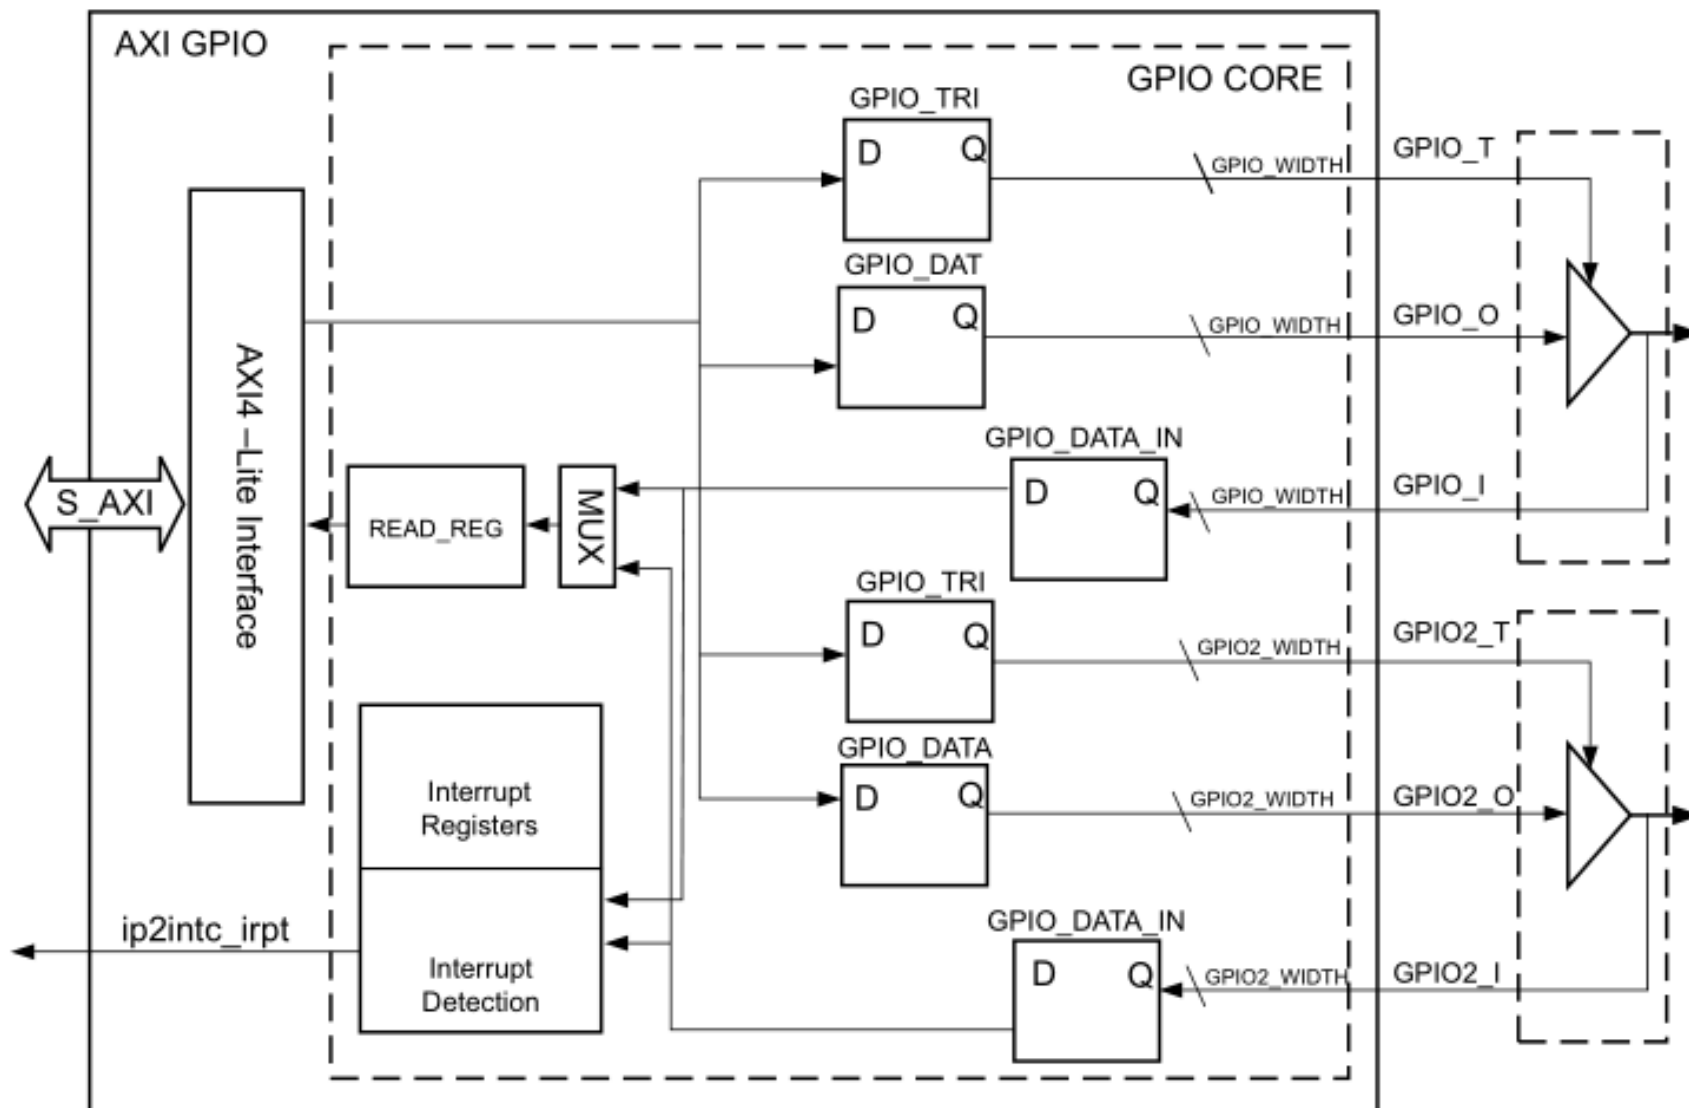 AXI GPIO
GPIO CORE
GPIO_TRI
D
Q
GPIO_WIDTH
GPIO_T
GPIO_DAT
D
Q
GPIO_WIDTH
GPIO_O
AXI4 –Lite Interface
GPIO_DATA_IN
D
Q
GPIO_WIDTH
GPIO_I
S_AXI
READ_REG
MUX
GPIO_TRI
D
Q
GPIO2_WIDTH
GPIO2_T
GPIO_DATA
D
Q
GPIO2_WIDTH
GPIO2_O
Interrupt
Registers
ip2intc_irpt
Interrupt
Detection
GPIO_DATA_IN
D
Q
GPIO2_WIDTH
GPIO2_I